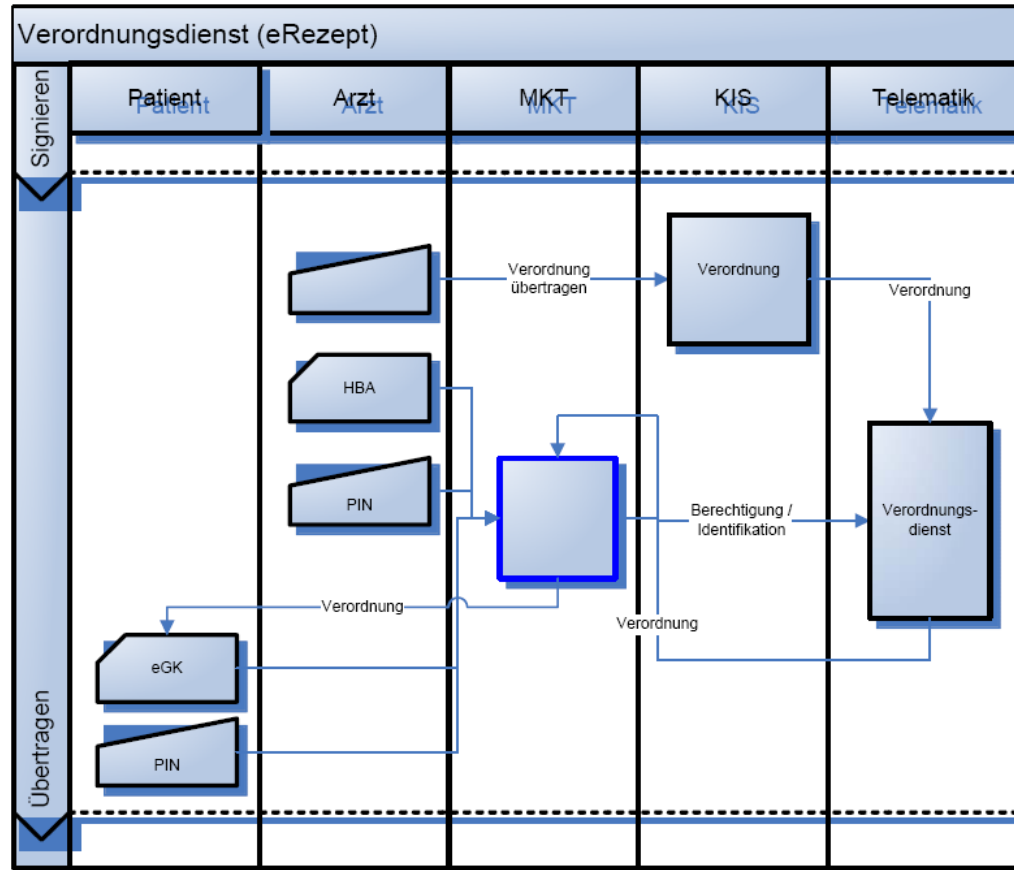 Verordnungsdienst (eRezept)
Signieren
Patient
Arzt
MKT
KIS
Telematik
Verordnung
übertragen
Verordnung
Verordnung
HBA
PIN
Berechtigung /
Identifikation
Verordnungs-
dienst
Verordnung
Verordnung
eGK
PIN
Übertragen